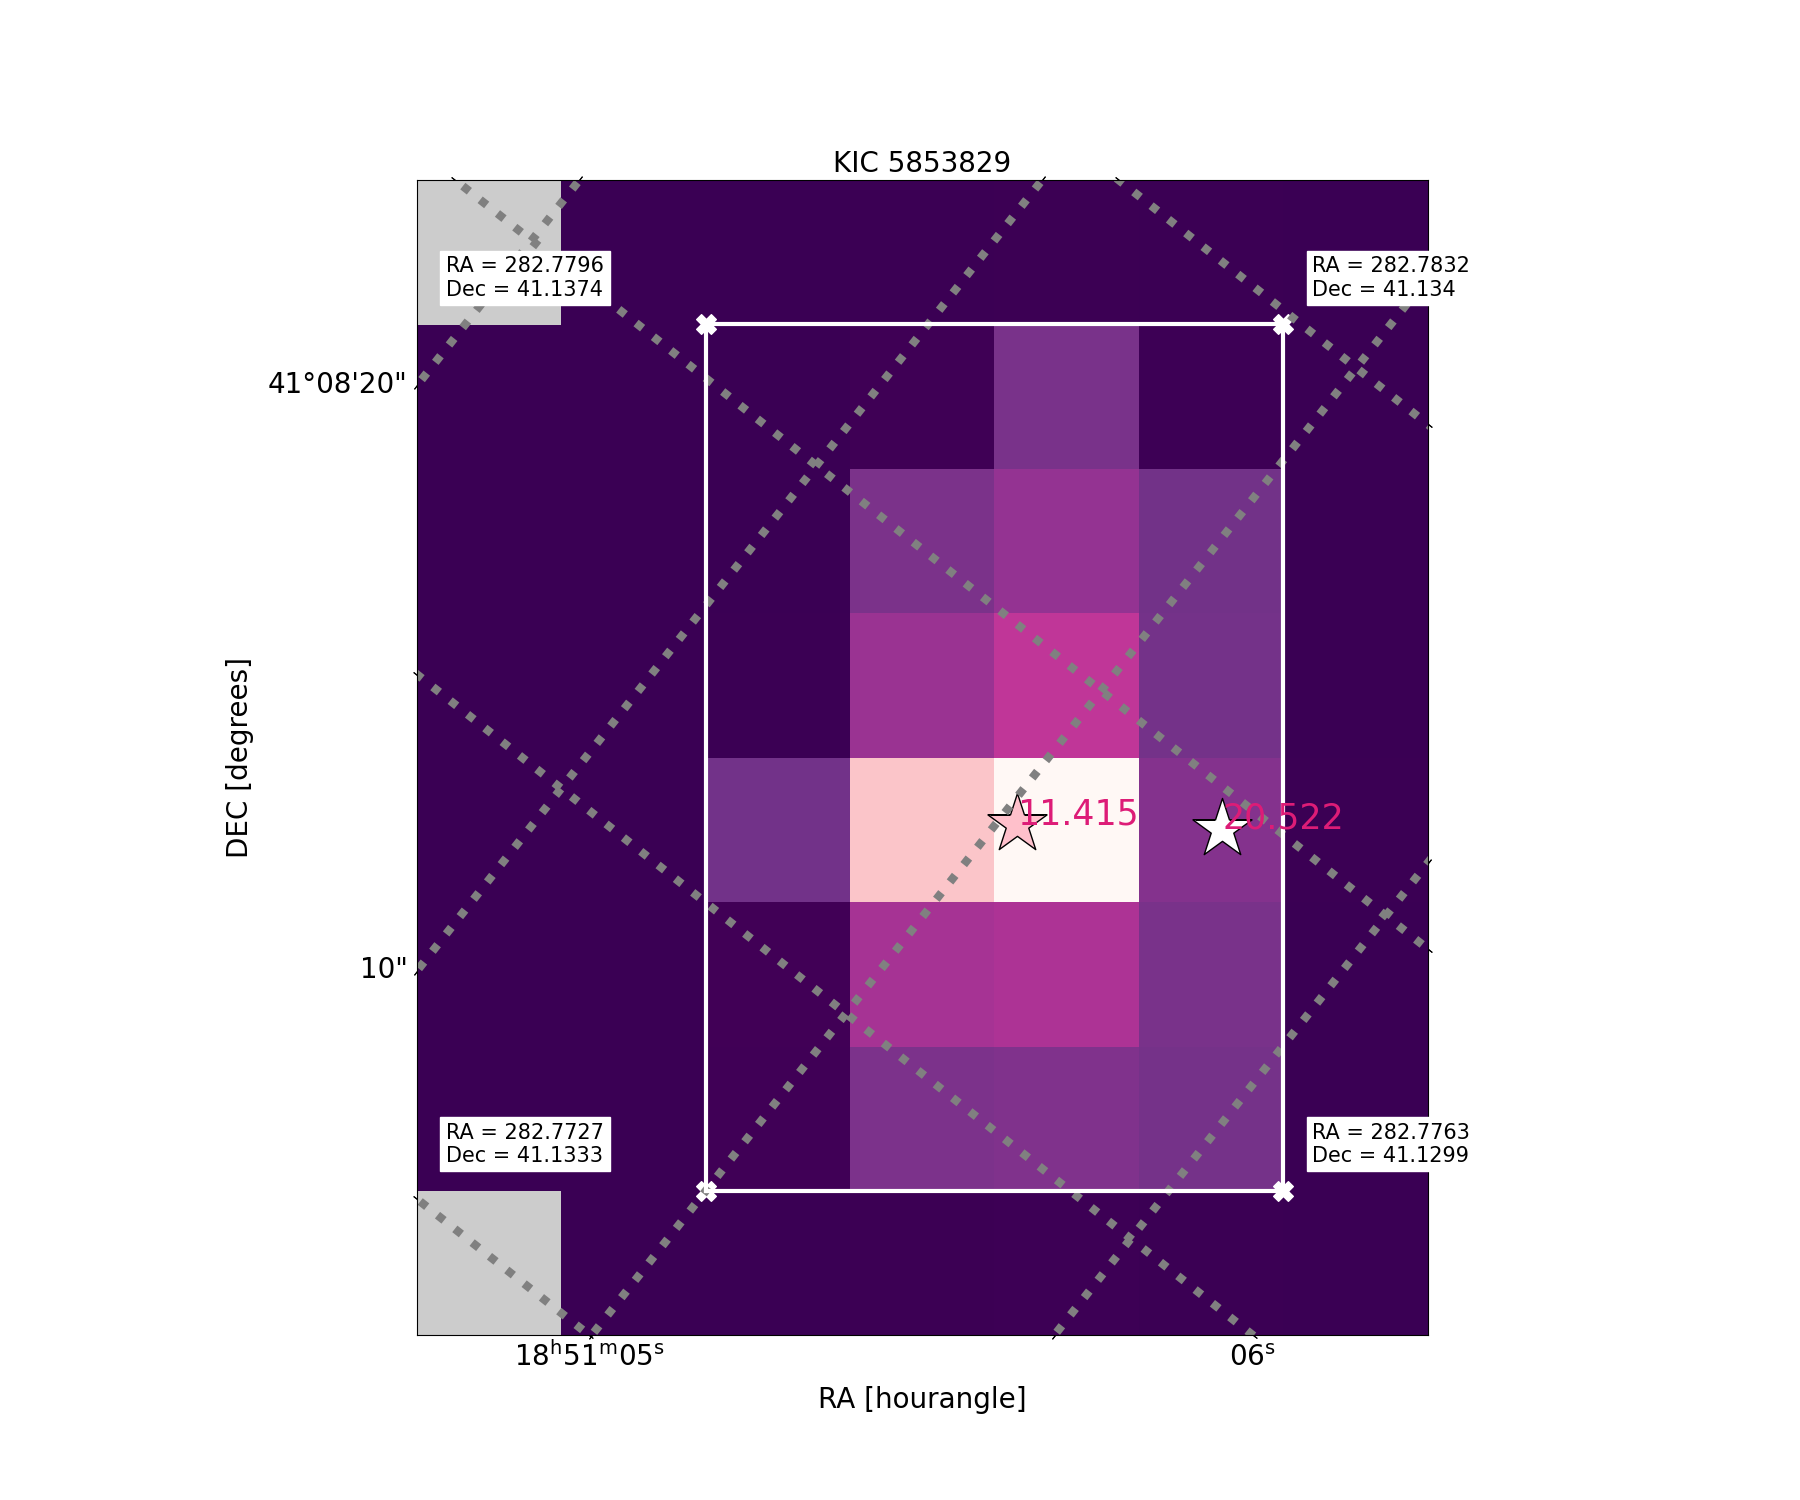 KIC 5853829
RA = 282.7796
Dec = 41.1374
RA = 282.7832
Dec = 41.134
41°08'20"
11.415
20.522
DEC [degrees]
10"
RA = 282.7727
Dec = 41.1333
RA = 282.7763
Dec = 41.1299
18h51m05s
06s
RA [hourangle]